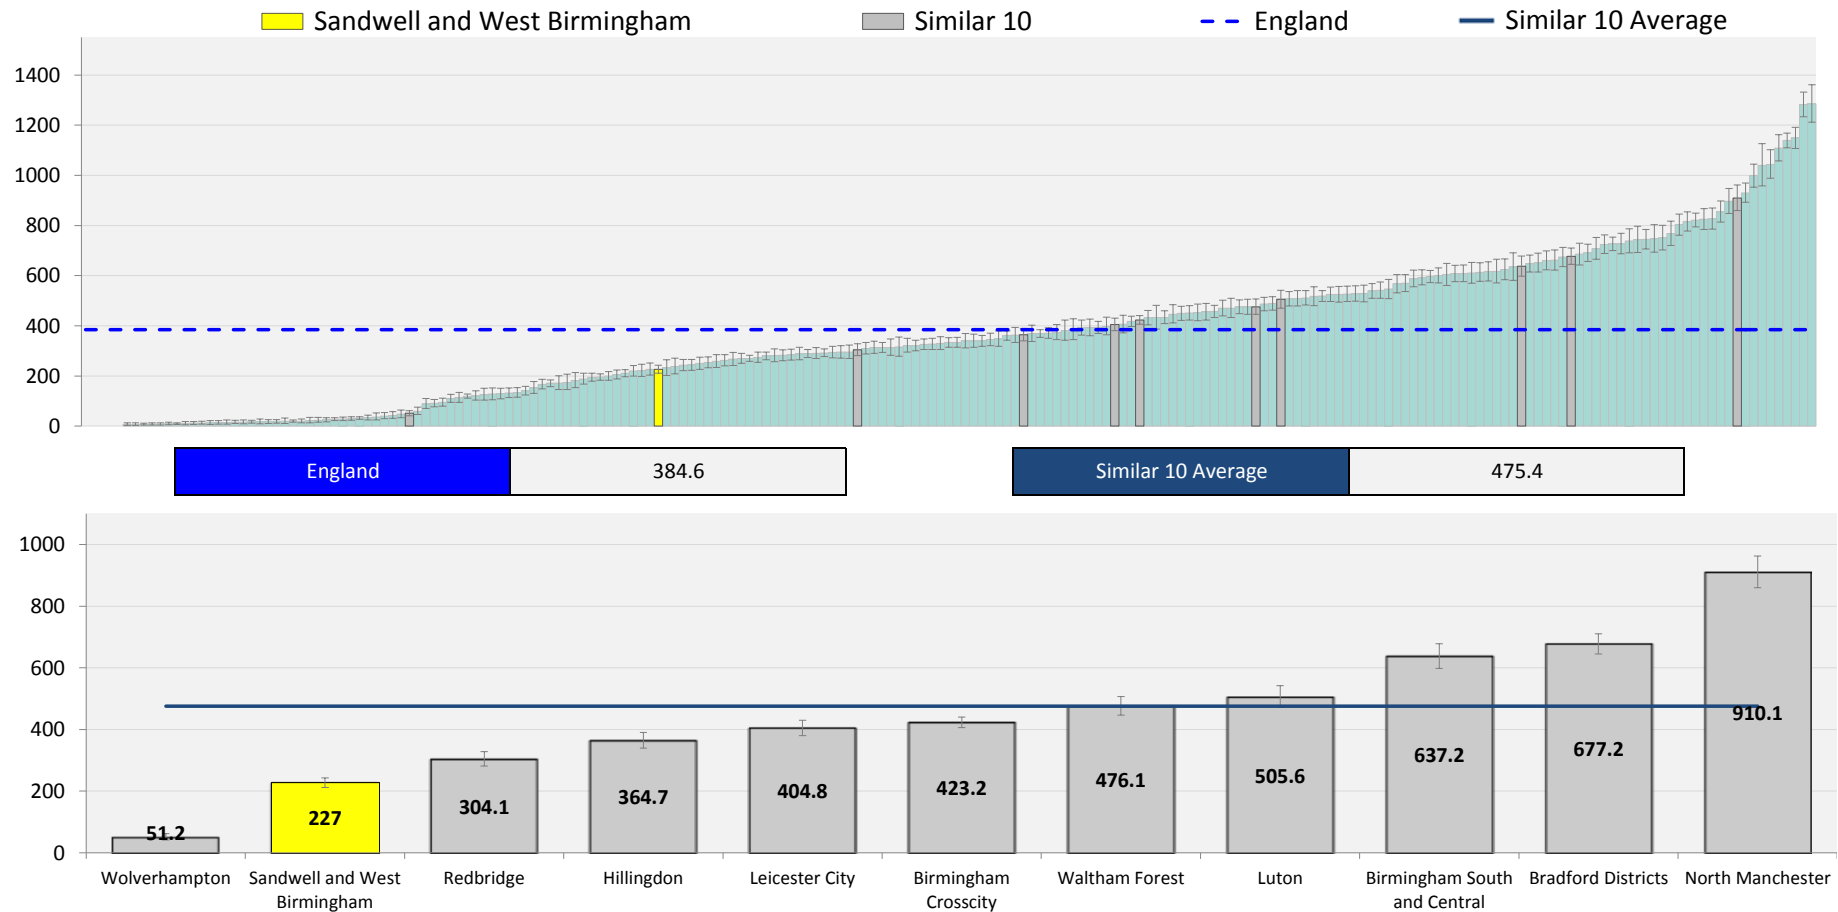 Sandwell and West Birmingham
Similar 10
England
Similar 10 Average
1400
1200
1000
800
600
400
200
0
England
384.6
Similar 10 Average
475.4
1000
800
600
400
200
0
51.2
227
304.1
364.7
404.8
423.2
476.1
505.6
637.2
677.2
910.1
Wolverhampton
Sandwell and West
Birmingham
Redbridge
Hillingdon
Leicester City
Birmingham
Crosscity
Waltham Forest
Luton
Birmingham South
and Central
Bradford Districts
North Manchester